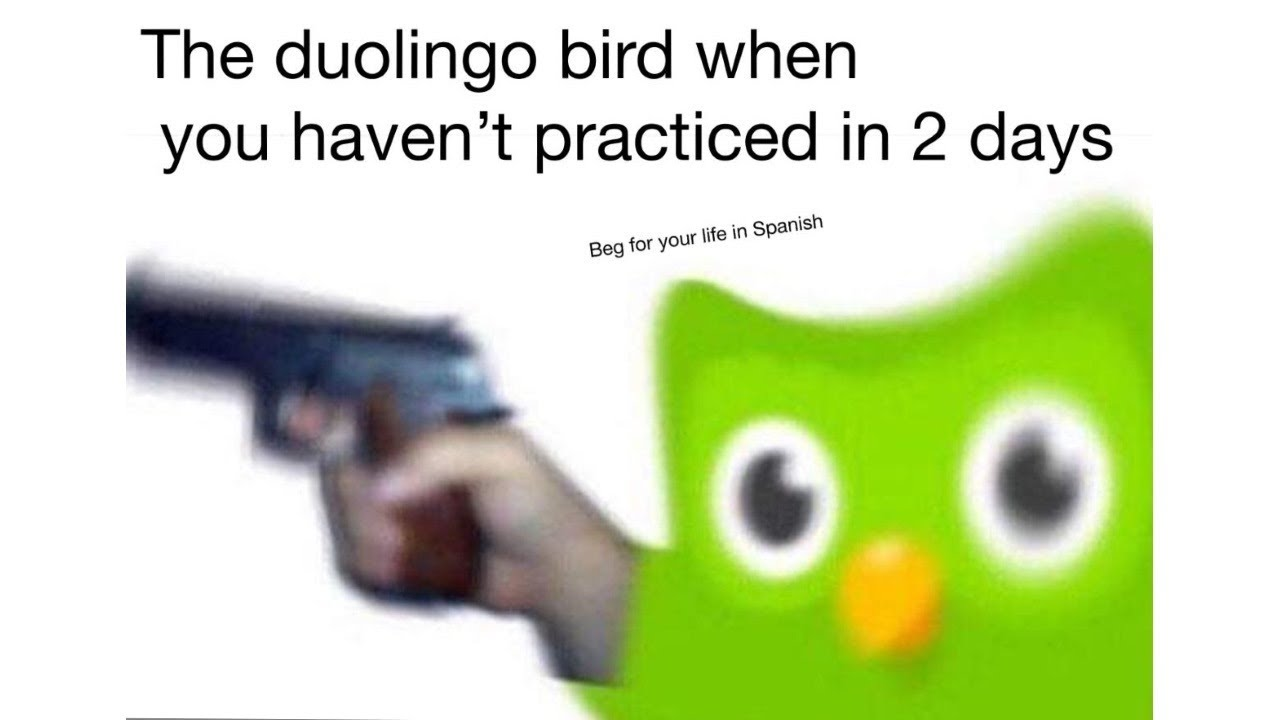 The duolingo bird when
you haven’t practiced in 2 days
Beg for your life in Spanish